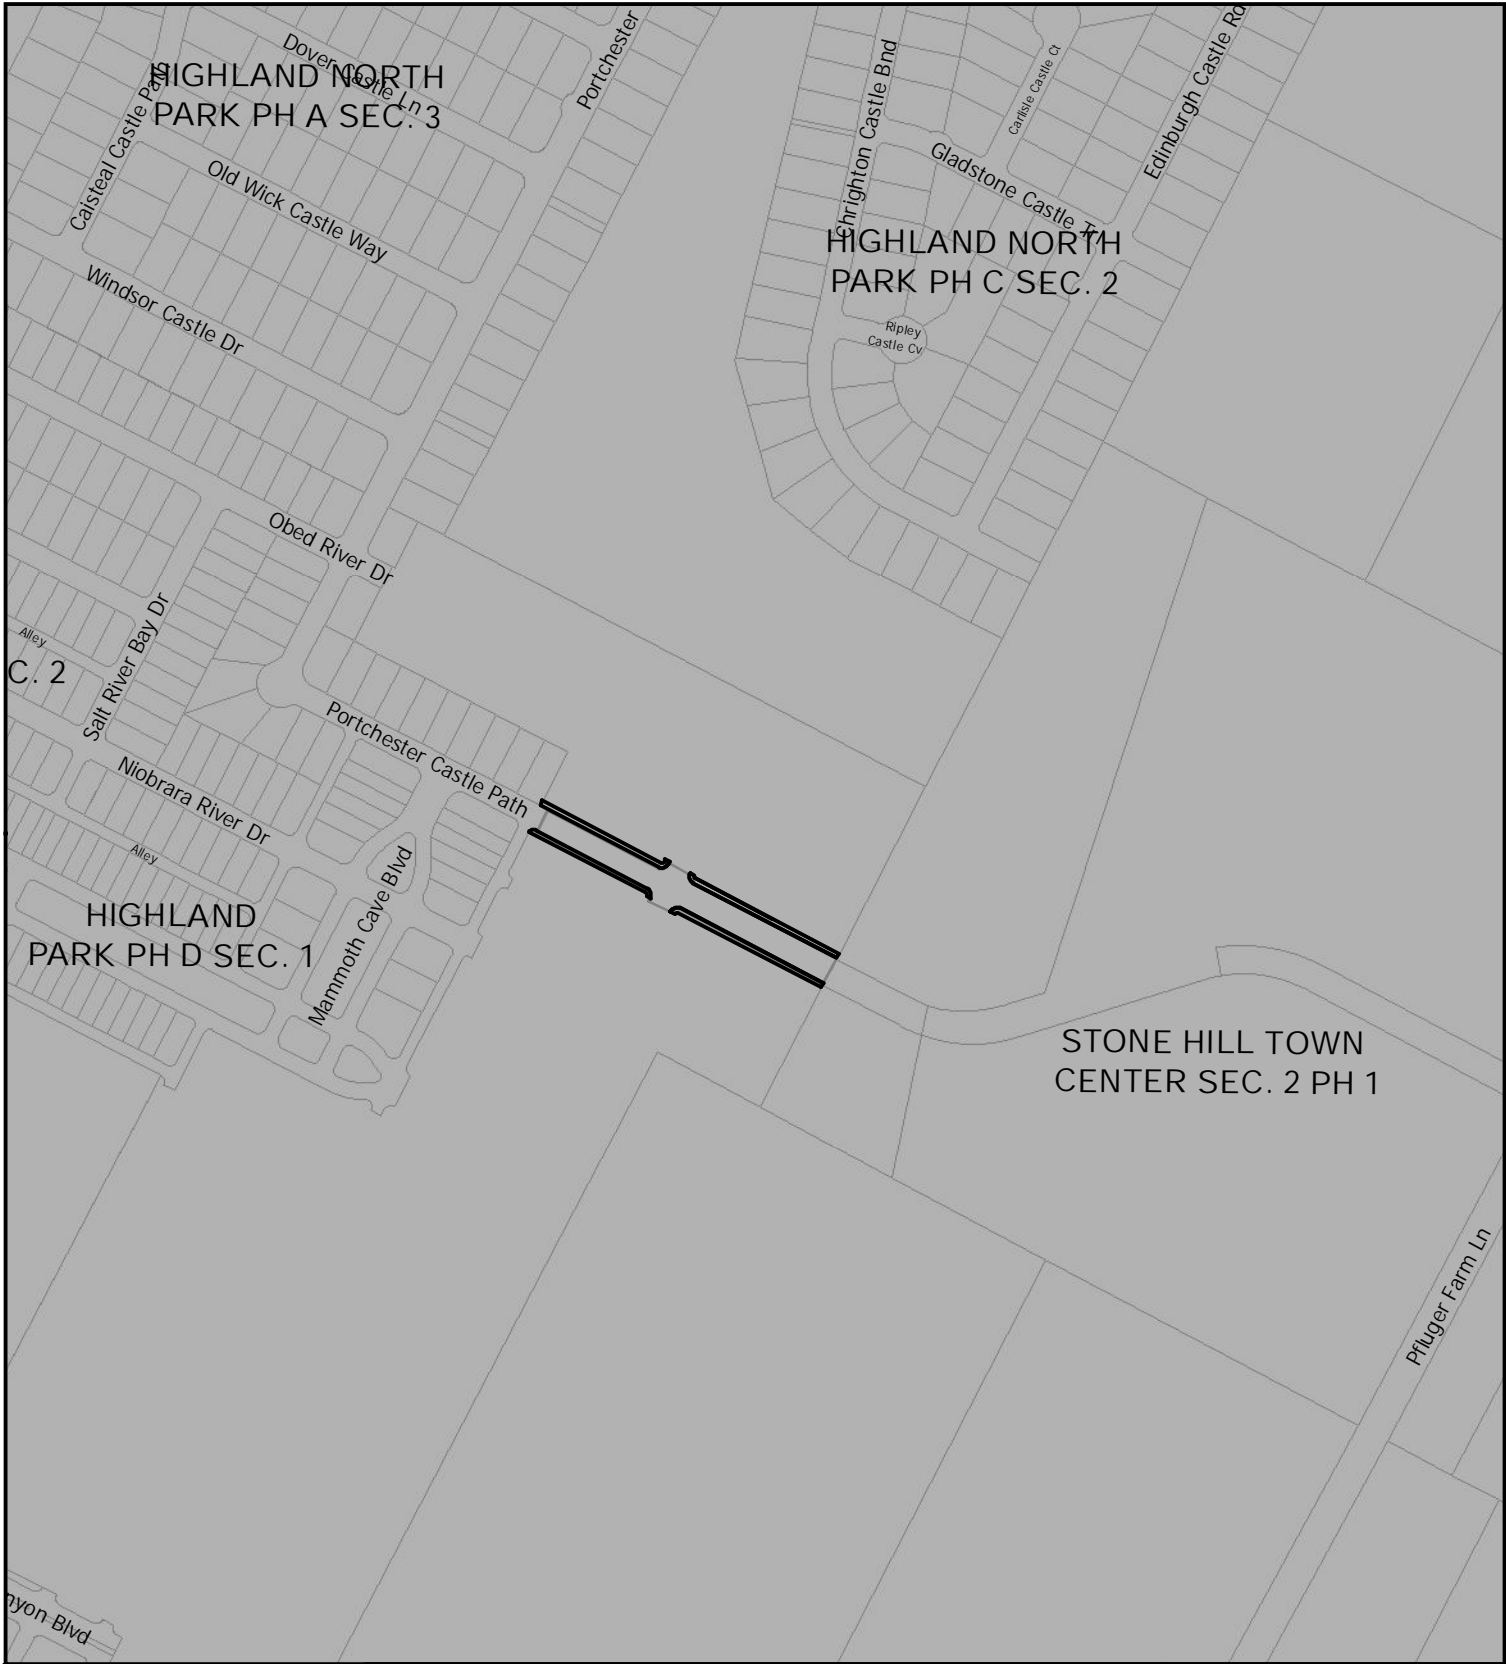 Dover Castle Ln
Portchester
HIGHLAND NORTH
PARK PH A SEC. 3
Caisteal Castle Path
Old Wick Castle Way
Windsor Castle Dr
Chrighton Castle Bnd
Carlisle Castle Ct
Edinburgh Castle Rd
Gladstone Castle Trl
HIGHLAND NORTH
PARK PH C SEC. 2
Ripley
Castle Cv
Obed River Dr
Alley
C. 2
Salt River Bay Dr
Portchester Castle Path
Niobrara River Dr
Alley
Mammoth Cave Blvd
HIGHLAND
PARK PH D SEC. 1
STONE HILL TOWN
CENTER SEC. 2 PH 1
Pfluger Farm Ln
nyon Blvd